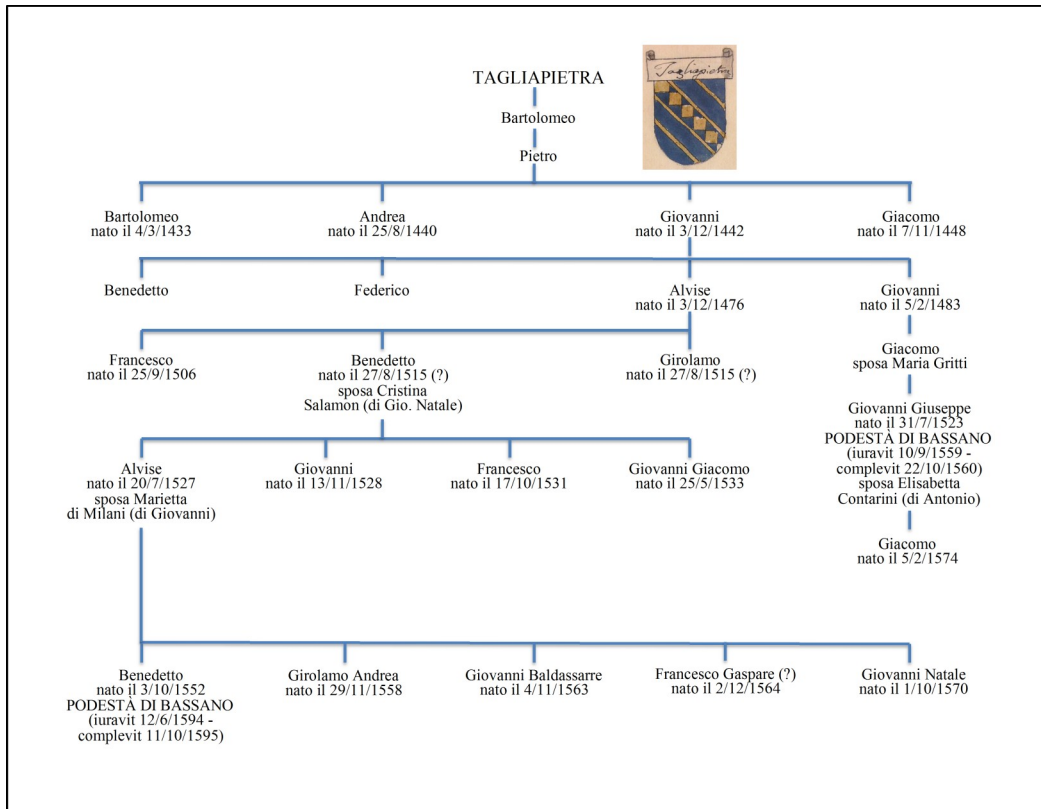 TAGLIAPIETRA
Tagliapietra
Bartolomeo
Pietro
Bartolomeo
nato il 4/3/1433
Andrea
nato il 25/8/1440
Giovanni
nato il 3/12/1442
Giacomo
nato il 7/11/1448
Benedetto
Federico
Alvise
nato il 3/12/1476
Giovanni
nato il 5/2/1483
Francesco
nato il 25/9/1506
Benedetto
nato il 27/8/1515 (?)
sposa Cristina
Salamon (di Gio. Natale)
Girolamo
nato il 27/8/1515 (?)
Giacomo
sposa Maria Gritti
Giovanni Giuseppe
nato il 31/7/1523
PODESTÀ DI BASSANO
(iuravit 10/9/1559 -
complevit 22/10/1560)
sposa Elisabetta
Contarini (di Antonio)
Alvise
nato il 20/7/1527
sposa Marietta
di Milani (di Giovanni)
Giovanni
nato il 13/11/1528
Francesco
nato il 17/10/1531
Giovanni Giacomo
nato il 25/5/1533
Giacomo
nato il 5/2/1574
Benedetto
nato il 3/10/1552
PODESTÀ DI BASSANO
(iuravit 12/6/1594 -
complevit 11/10/1595)
Girolamo Andrea
nato il 29/11/1558
Giovanni Baldassarre
nato il 4/11/1563
Francesco Gaspare (?)
nato il 2/12/1564
Giovanni Natale
nato il 1/10/1570